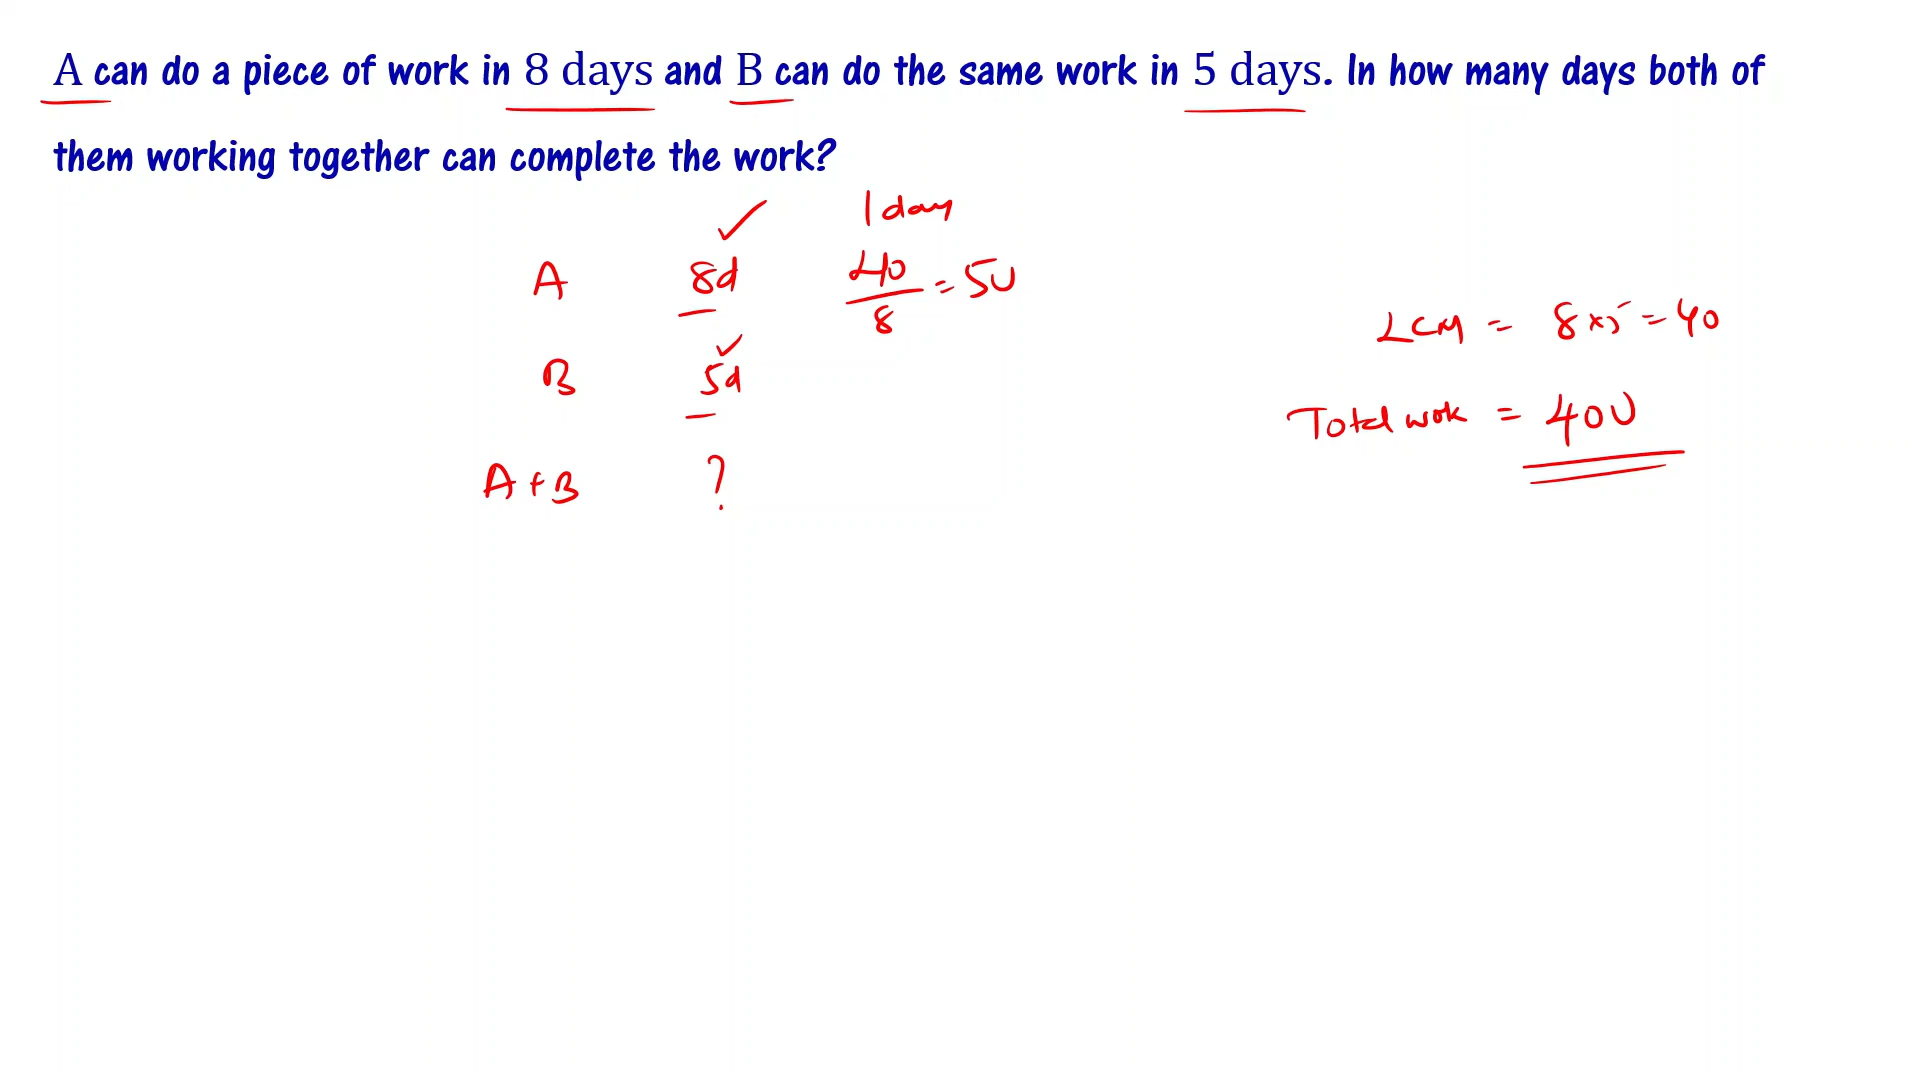 A can do a piece of work in 8 days and B can do the same work in 5 days. In how many days both of
them working together can complete the work?
1 day
A 8d 40/8 = 5U
LCM = 8×5 = 40
B 5d
Total wok = 40U
A+B ?